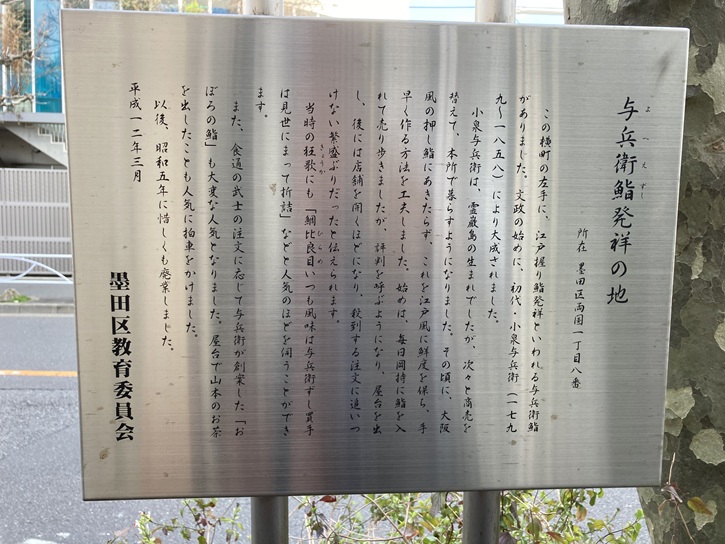 よへえずし
与兵衛鮨発祥の地
所在 墨田区両国一丁目八番
この横町の左手に、江戸握り鮨発祥といわれる与兵衛鮨
がありました。文政の始めに、初代・小泉与兵衛(一七九
九〜一八五八)により大成されました。
小泉与兵衛は、霊巌島の生まれでしたが、次々と商売を
替えて、本所で暮らすようになりました。その頃に、大阪
風の押し鮨にあきたらず、これを江戸風に鮮度を保ち、手
早く作る方法を工夫しました。始めは、毎日岡持に鮨を入
れて売り歩きましたが、評判を呼ぶようになり、屋台を出
し、後には店舗を開くほどになり、殺到する注文に追いつ
けない繁盛ぶりだったと伝えられます。
当時の狂歌にも「鯛比良目いつも風味は与兵衛ずし買手
は見世にまって折詰」などと人気のほどを伺うことができ
ます。
また、食通の武士の注文に応じて与兵衛が創案した「お
ぼろの鮨」も大変な人気となりました。屋台で山本のお茶
を出したことも人気に拍車をかけました。
以後、昭和五年に惜しくも廃業しました。
平成一二年三月
墨田区教育委員会